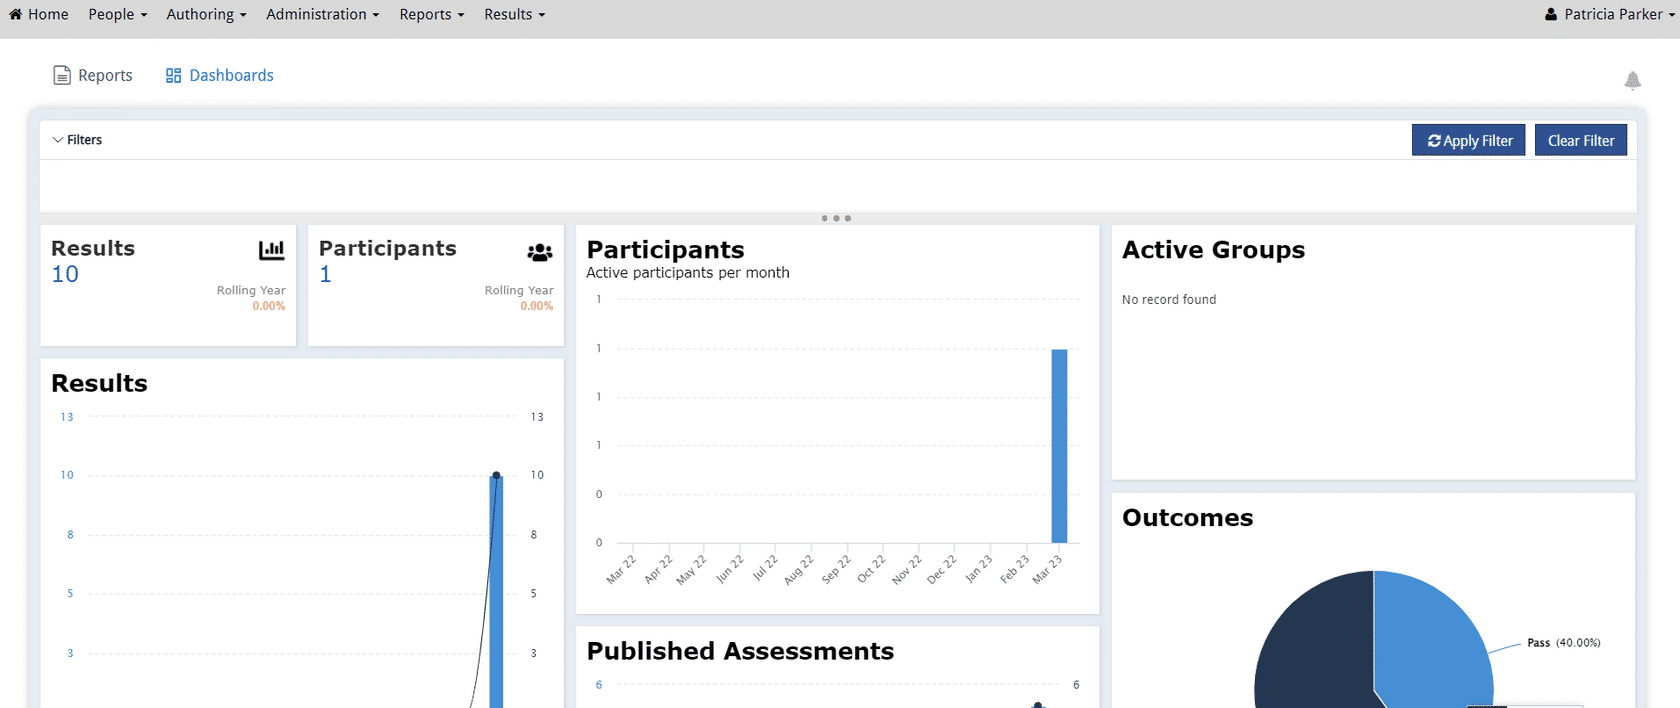 Home People Authoring Administration Reports Results Patricia Parker
Reports Dashboards
Filters Apply Filter Clear Filter
Results
10
Rolling Year
0.00%
Participants
1
Rolling Year
0.00%
Results
13 13
10 10
8 8
5 5
3 3
Participants
Active participants per month
1
1
1
1
0
0
Mar 22 Apr 22 May 22 Jun 22 Jul 22 Aug 22 Sep 22 Oct 22 Nov 22 Dec 22 Jan 23 Feb 23 Mar 23
Published Assessments
6 6
Active Groups
No record found
Outcomes
Pass (40.00%)